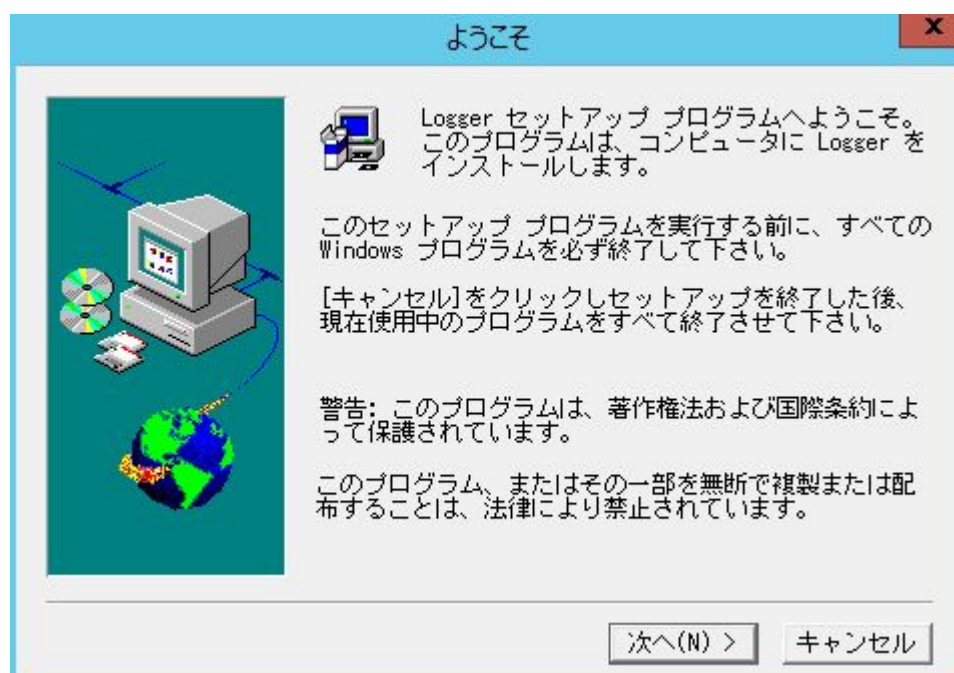 ようこそ
Logger セットアップ プログラムへようこそ。
このプログラムは、コンピュータに Logger を
インストールします。
このセットアップ プログラムを実行する前に、すべての
Windows プログラムを必ず終了して下さい。
[キャンセル]をクリックしセットアップを終了した後、
現在使用中のプログラムをすべて終了させて下さい。
警告: このプログラムは、著作権法および国際条約によ
って保護されています。
このプログラム、またはその一部を無断で複製または配
布することは、法律により禁止されています。
次へ(N) >
キャンセル